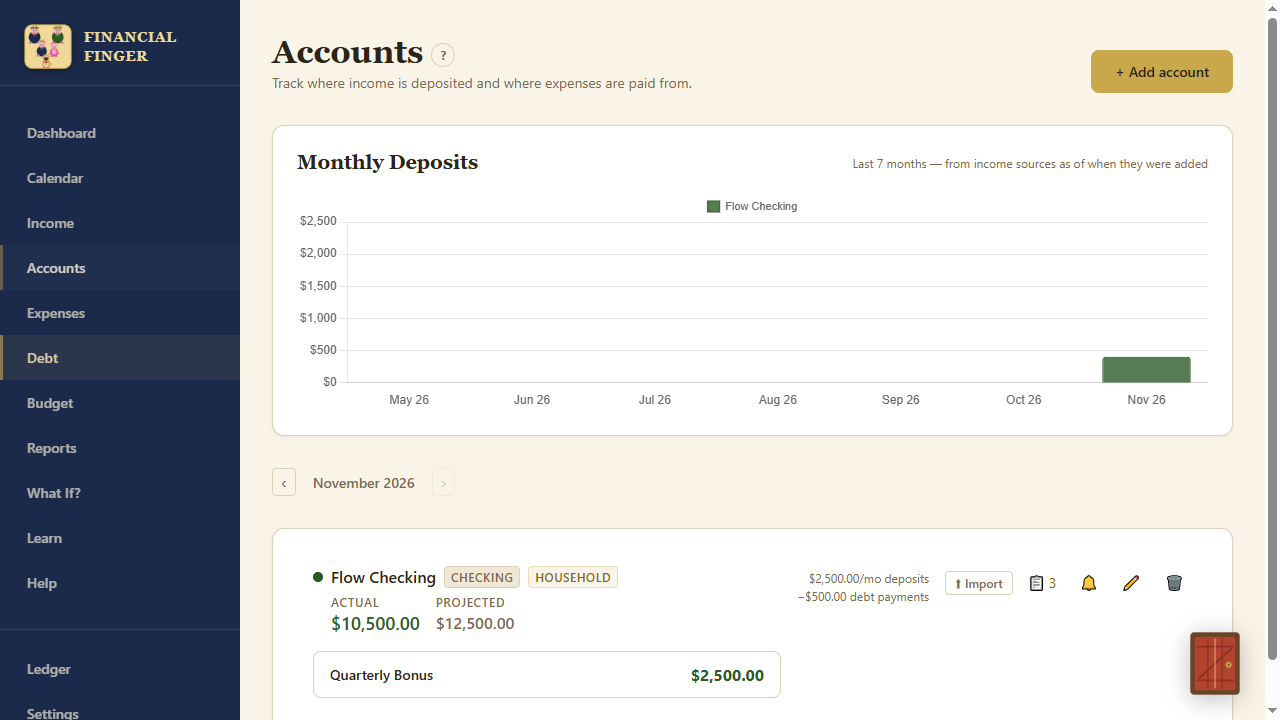 FINANCIAL
FINGER
Dashboard
Calendar
Income
Accounts
Expenses
Debt
Budget
Reports
What If?
Learn
Help
Ledger
Settings
Accounts ?
Track where income is deposited and where expenses are paid from.
+ Add account
Monthly Deposits
Last 7 months — from income sources as of when they were added
Flow Checking
$2,500
$2,000
$1,500
$1,000
$500
$0
May 26 Jun 26 Jul 26 Aug 26 Sep 26 Oct 26 Nov 26
‹ November 2026 ›
Flow Checking CHECKING HOUSEHOLD
ACTUAL PROJECTED
$10,500.00 $12,500.00
$2,500.00/mo deposits
−$500.00 debt payments
⬆ Import
3
Quarterly Bonus $2,500.00